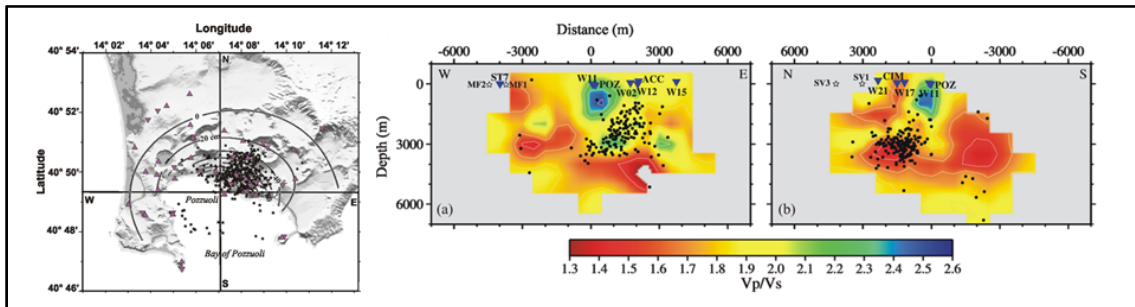 Longitude
14° 02' 14° 04' 14° 06' 14° 08' 14° 10' 14° 12'
40° 54'
40° 52'
40° 50'
40° 48'
40° 46'
Latitude
N
0
20 cm
W
E
Pozzuoli
Bay of Pozzuoli
S
Distance (m)
-6000 -3000 0 3000 6000
6000 3000 0 -3000 -6000
Depth (m)
0
3000
6000
W
E
ST7
MF2
MF1
W11
POZ
ACC
W02
W12
W15
(a)
N
S
SV3
SV1
CIM
W21
W17
W11
POZ
(b)
1.3 1.4 1.5 1.6 1.7 1.8 1.9 2.0 2.1 2.2 2.3 2.4 2.5 2.6
Vp/Vs